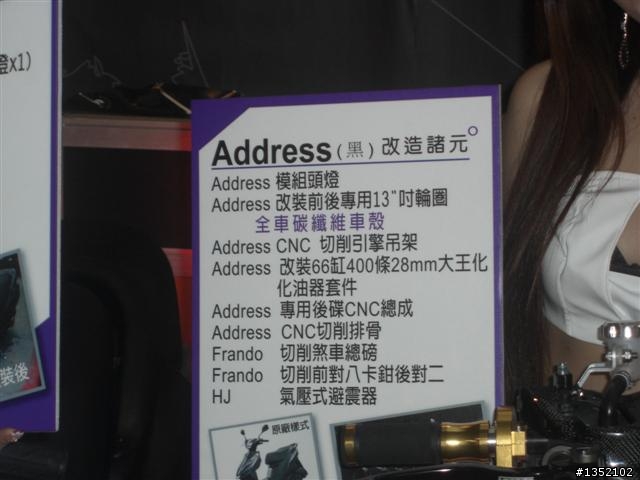 燈x1)
Address(黑)改造諸元
Address 模組頭燈
Address 改裝前後專用13"吋輪圈
全車碳纖維車殼
Address CNC 切削引擎吊架
Address 改裝66缸400條28mm大王化
化油器套件
Address 專用後碟CNC總成
Address CNC切削排骨
Frando 切削煞車總磅
Frando 切削前對八卡鉗後對二
HJ 氣壓式避震器
裝後
原廠樣式
#1352102